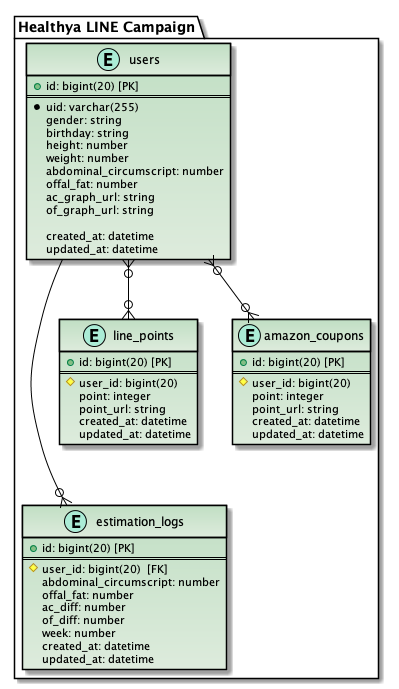 Healthya LINE Campaign
E users
id: bigint(20) [PK]
uid: varchar(255)
gender: string
birthday: string
height: number
weight: number
abdominal_circumscript: number
offal_fat: number
ac_graph_url: string
of_graph_url: string
created_at: datetime
updated_at: datetime
E line_points
id: bigint(20) [PK]
user_id: bigint(20)
point: integer
point_url: string
created_at: datetime
updated_at: datetime
E amazon_coupons
id: bigint(20) [PK]
user_id: bigint(20)
point: integer
point_url: string
created_at: datetime
updated_at: datetime
E estimation_logs
id: bigint(20) [PK]
user_id: bigint(20) [FK]
abdominal_circumscript: number
offal_fat: number
ac_diff: number
of_diff: number
week: number
created_at: datetime
updated_at: datetime